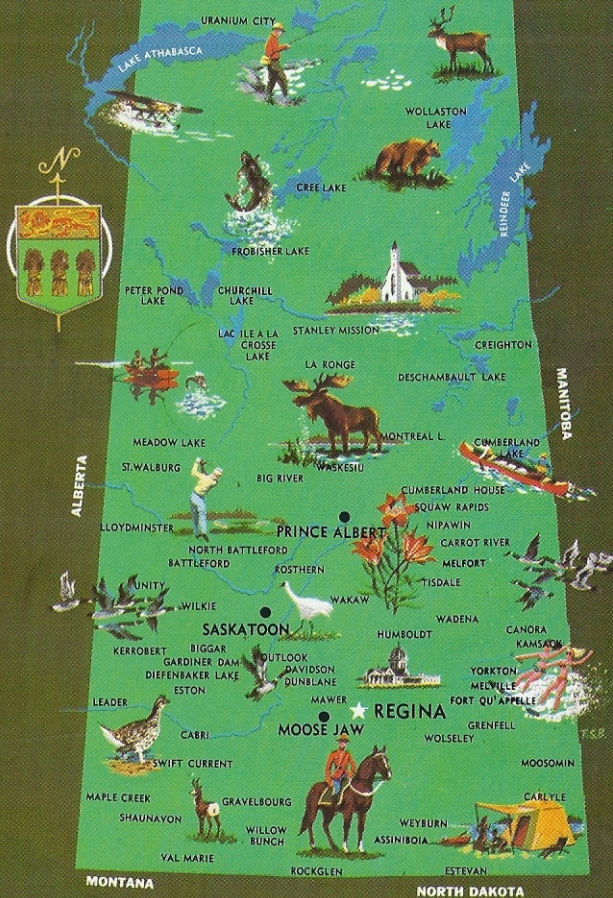 URANIUM CITY
LAKE ATHABASCA
WOLLASTON
LAKE
REINDEER LAKE
CREE LAKE
N
FROBISHER LAKE
PETER POND
LAKE
CHURCHILL
LAKE
STANLEY MISSION
LAC ILE A LA
CROSSE
LAKE
CREIGHTON
LA RONGE
DESCHAMBAULT LAKE
MANITOBA
MEADOW LAKE
MONTREAL L.
CUMBERLAND
LAKE
ST. WALBURG
WASKESIU
BIG RIVER
ALBERTA
CUMBERLAND HOUSE
SQUAW RAPIDS
LLOYDMINSTER
PRINCE ALBERT
NIPAWIN
CARROT RIVER
NORTH BATTLEFORD
BATTLEFORD
MELFORT
ROSTHERN
TISDALE
UNITY
WILKIE
WAKAW
WADENA
SASKATOON
HUMBOLDT
CANORA
KAMSACK
KERROBERT
BIGGAR
GARDINER DAM
DIEFENBAKER LAKE
ESTON
OUTLOOK
DAVIDSON
DUNBLANE
YORKTON
MELVILLE
FORT QU'APPELLE
LEADER
MAWER
REGINA
MOOSE JAW
GRENFELL
WOLSELEY
F.S.B.
CABRI
SWIFT CURRENT
MOOSOMIN
MAPLE CREEK
GRAVELBOURG
CARLYLE
SHAUNAVON
WILLOW
BUNCH
WEYBURN
ASSINIBOIA
VAL MARIE
ROCKGLEN
ESTEVAN
MONTANA
NORTH DAKOTA